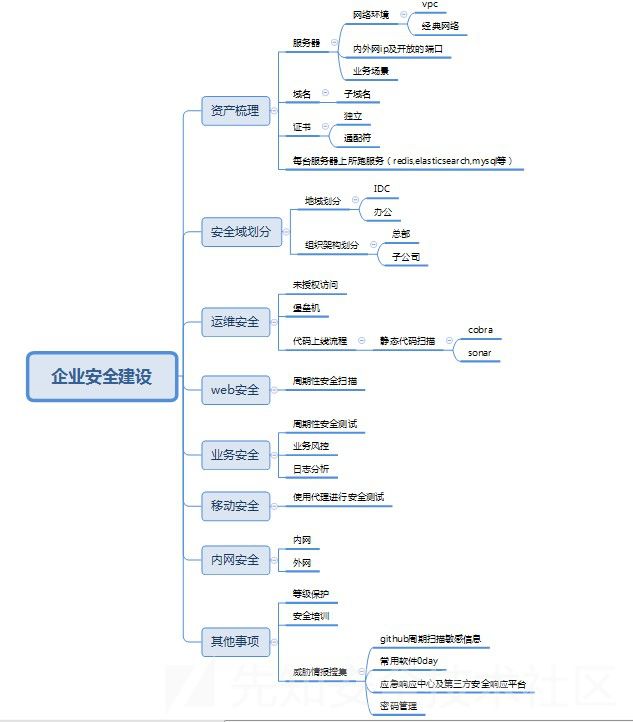 企业安全建设
资产梳理
服务器
网络环境
vpc
经典网络
内外网ip及开放的端口
业务场景
域名
子域名
证书
独立
通配符
每台服务器上所跑服务（redis,elasticsearch,mysql等）
安全域划分
地域划分
IDC
办公
组织架构划分
总部
子公司
运维安全
未授权访问
堡垒机
代码上线流程
静态代码扫描
cobra
sonar
web安全
周期性安全扫描
业务安全
周期性安全测试
业务风控
日志分析
移动安全
使用代理进行安全测试
内网安全
内网
外网
其他事项
等级保护
安全培训
威胁情报搜集
github周期扫描敏感信息
常用软件0day
应急响应中心及第三方安全响应平台
密码管理